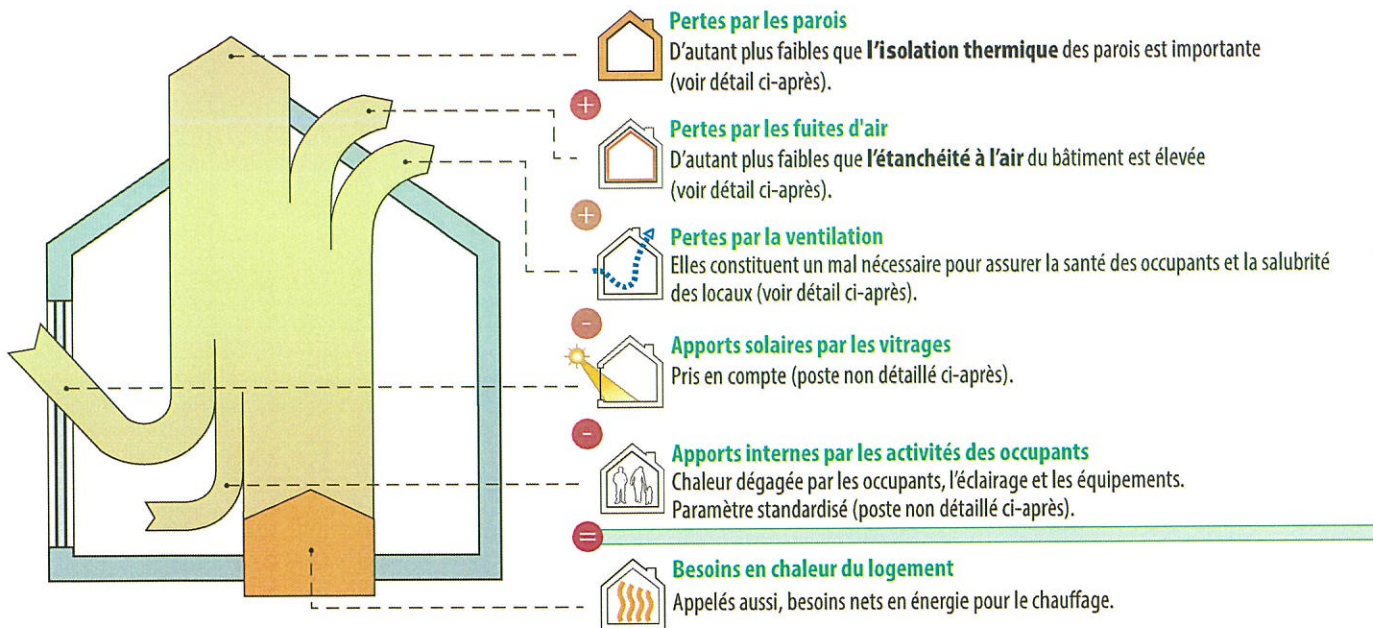 Pertes par les parois
D'autant plus faibles que l'isolation thermique des parois est importante
(voir détail ci-après).
+
Pertes par les fuites d'air
D'autant plus faibles que l'étanchéité à l'air du bâtiment est élevée
(voir détail ci-après).
+
Pertes par la ventilation
Elles constituent un mal nécessaire pour assurer la santé des occupants et la salubrité
des locaux (voir détail ci-après).
-
Apports solaires par les vitrages
Pris en compte (poste non détaillé ci-après).
-
Apports internes par les activités des occupants
Chaleur dégagée par les occupants, l'éclairage et les équipements.
Paramètre standardisé (poste non détaillé ci-après).
=
Besoins en chaleur du logement
Appelés aussi, besoins nets en énergie pour le chauffage.